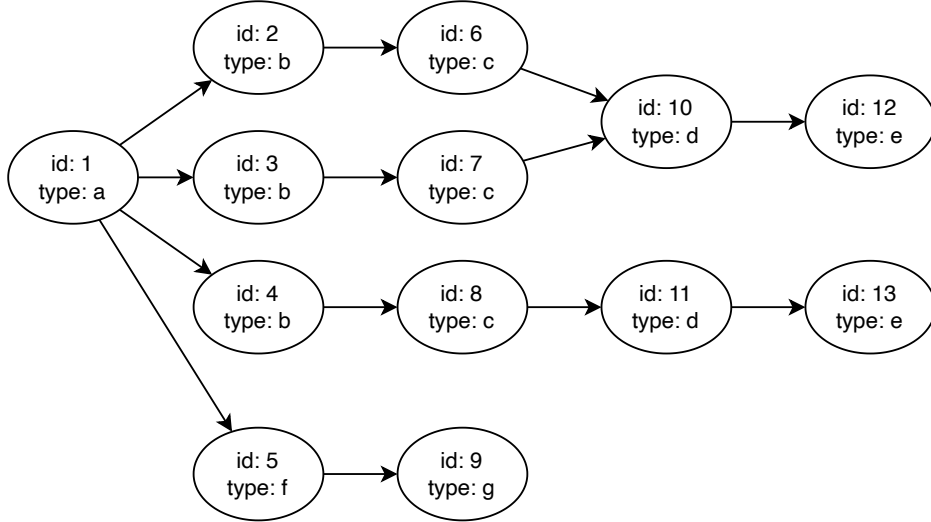 id: 1
type: a
id: 2
type: b
id: 3
type: b
id: 4
type: b
id: 5
type: f
id: 6
type: c
id: 7
type: c
id: 8
type: c
id: 9
type: g
id: 10
type: d
id: 11
type: d
id: 12
type: e
id: 13
type: e